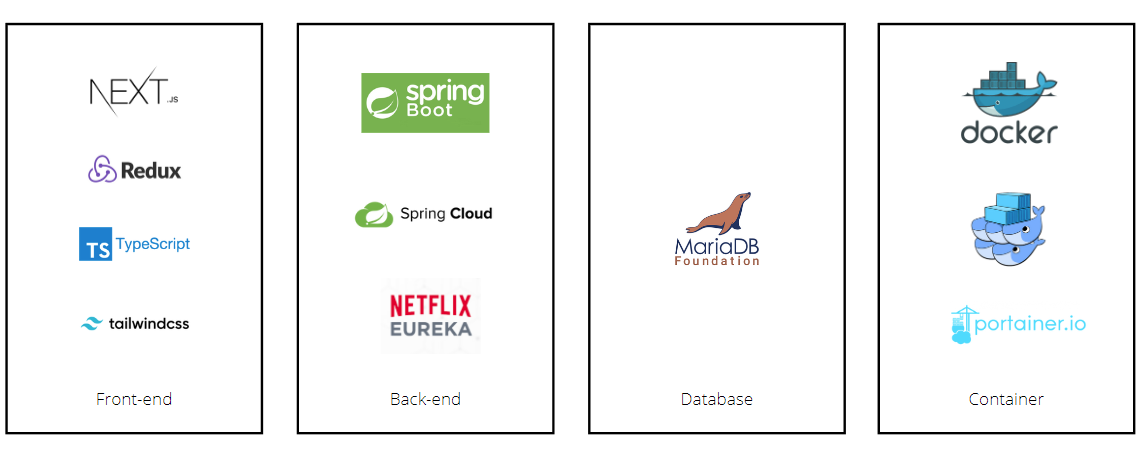 NEXT.JS
Redux
TS TypeScript
tailwindcss
Front-end
spring
Boot
Spring Cloud
NETFLIX
EUREKA
Back-end
MariaDB
Foundation
Database
docker
portainer.io
Container